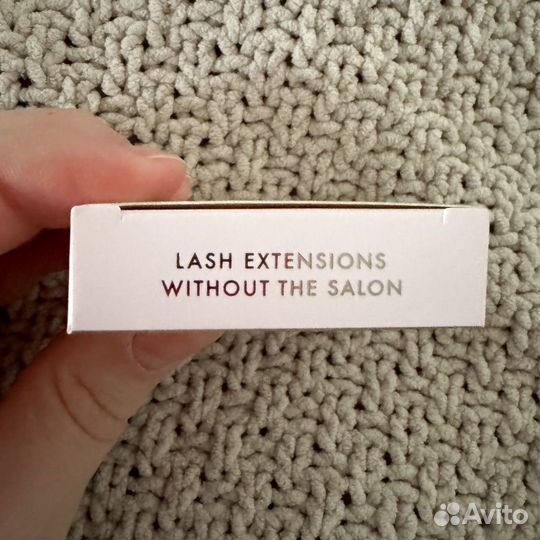 LASH EXTENSIONS
WITHOUT THE SALON
Avito